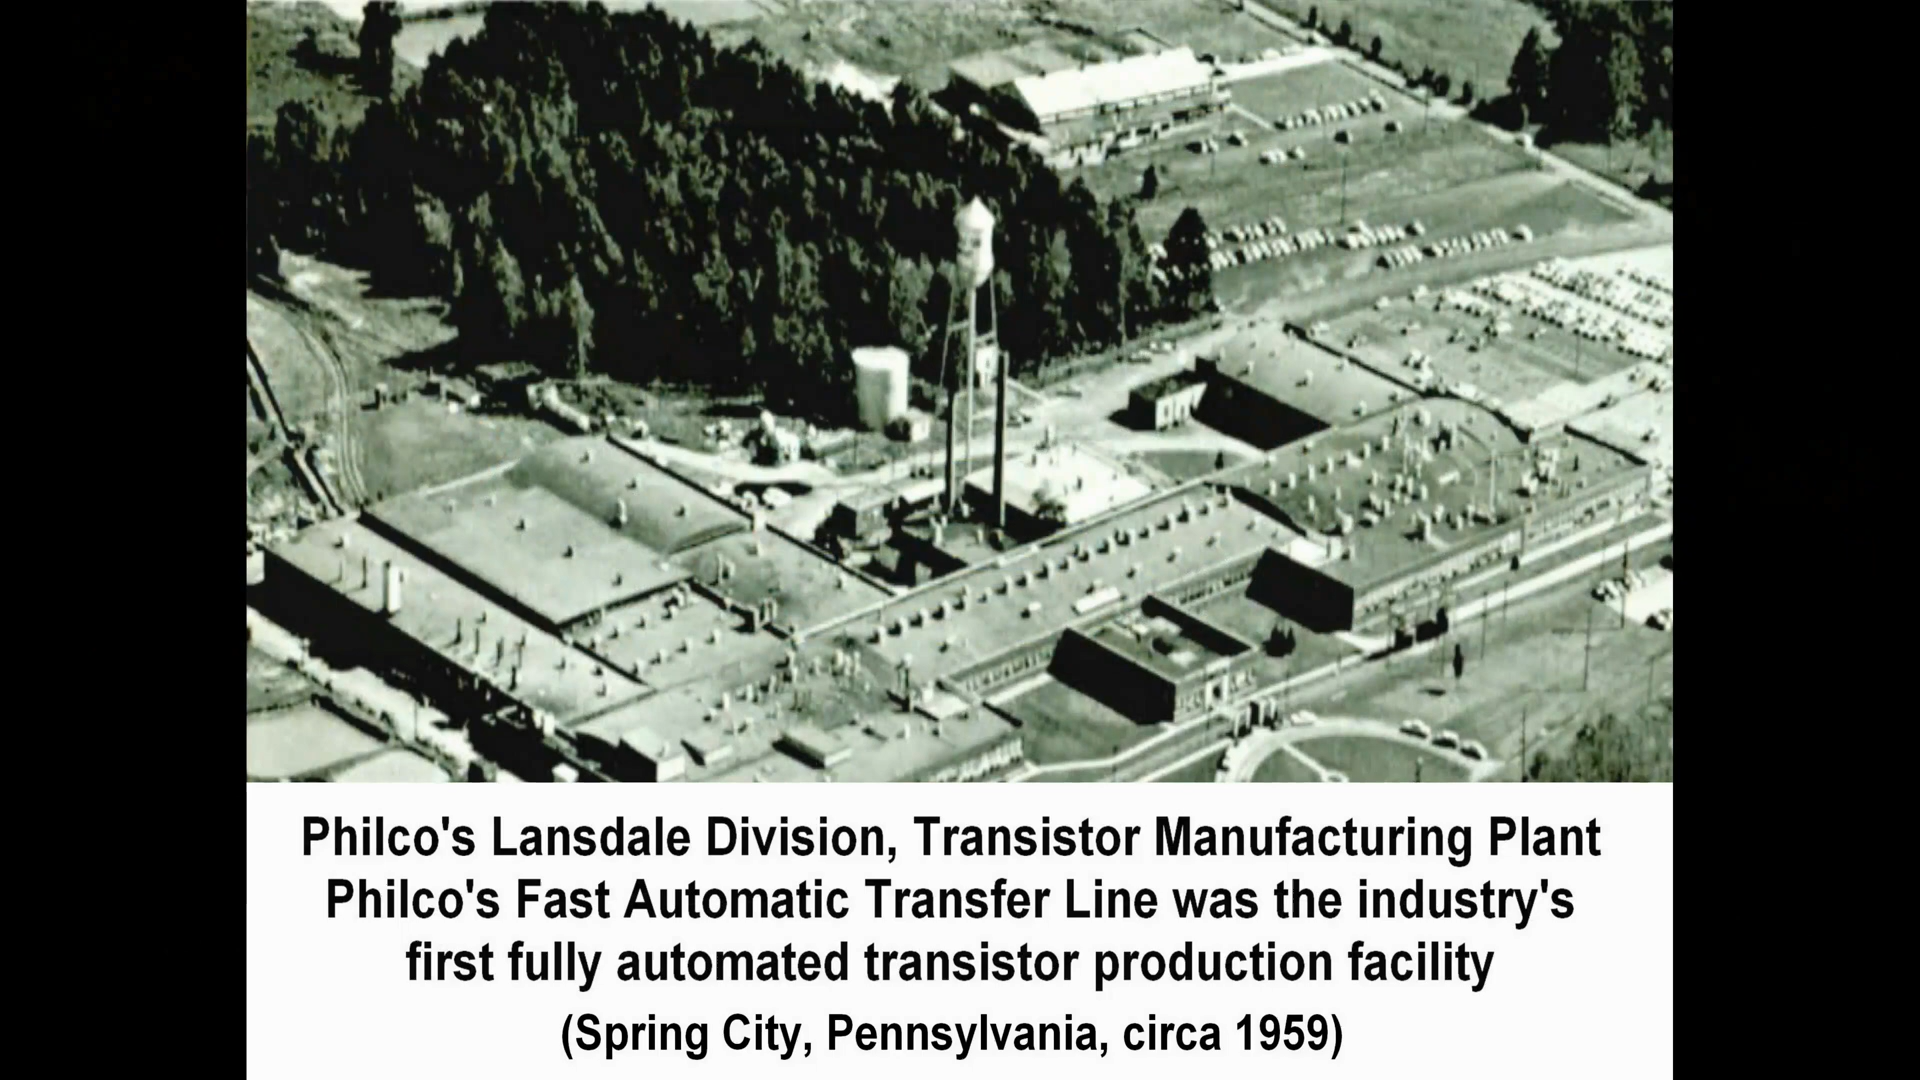 Philco's Lansdale Division, Transistor Manufacturing Plant
Philco's Fast Automatic Transfer Line was the industry's
first fully automated transistor production facility
(Spring City, Pennsylvania, circa 1959)